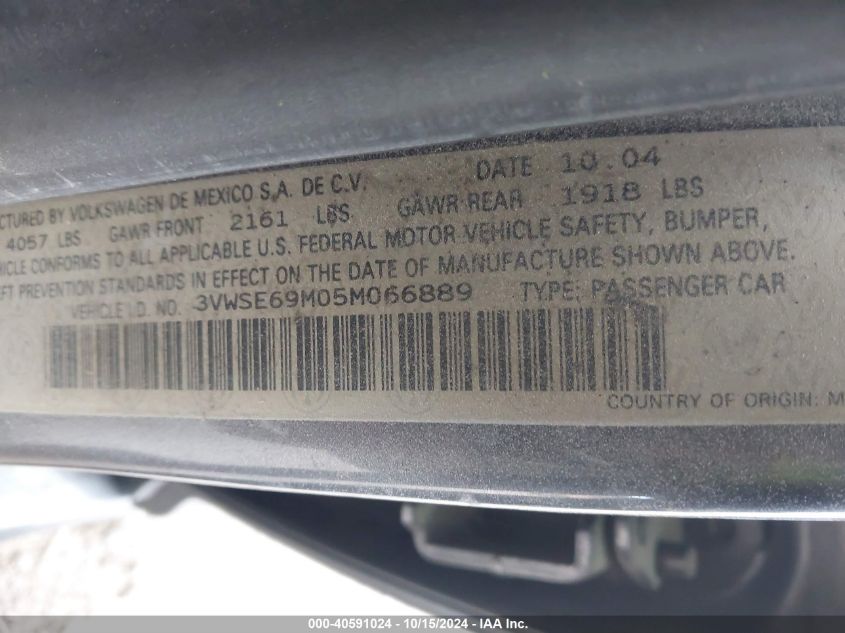 CTURED BY VOLKSWAGEN DE MEXICO S.A. DE C.V. DATE 10.04
4057 LBS GAWR FRONT 2161 LBS GAWR REAR 1918 LBS
HICLE CONFORMS TO ALL APPLICABLE U.S. FEDERAL MOTOR VEHICLE SAFETY, BUMPER,
EFT PREVENTION STANDARDS IN EFFECT ON THE DATE OF MANUFACTURE SHOWN ABOVE.
VEHICLE I.D. NO. 3VWSE69M05M066889 TYPE: PASSENGER CAR
COUNTRY OF ORIGIN: M
000-40591024 - 10/15/2024 - IAA Inc.